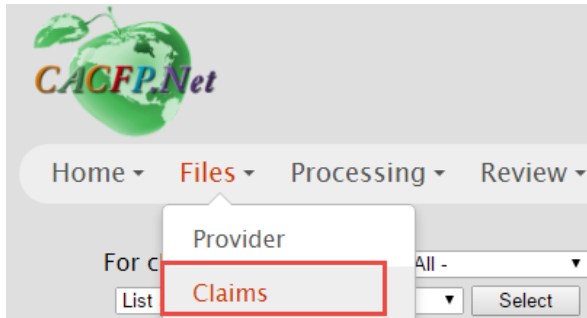 CACFP.Net
Home Files Processing Review
Provider
For c All -
Claims
List Select